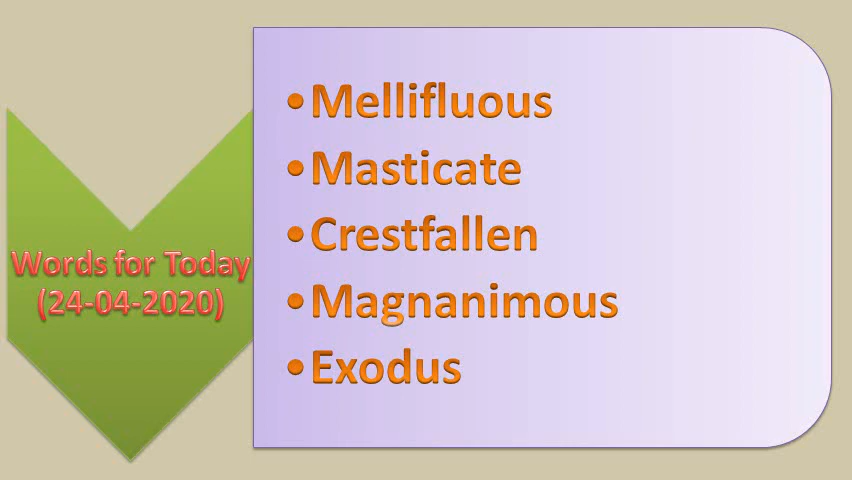 Words for Today
(24-04-2020)
•Mellifluous
•Masticate
•Crestfallen
•Magnanimous
•Exodus